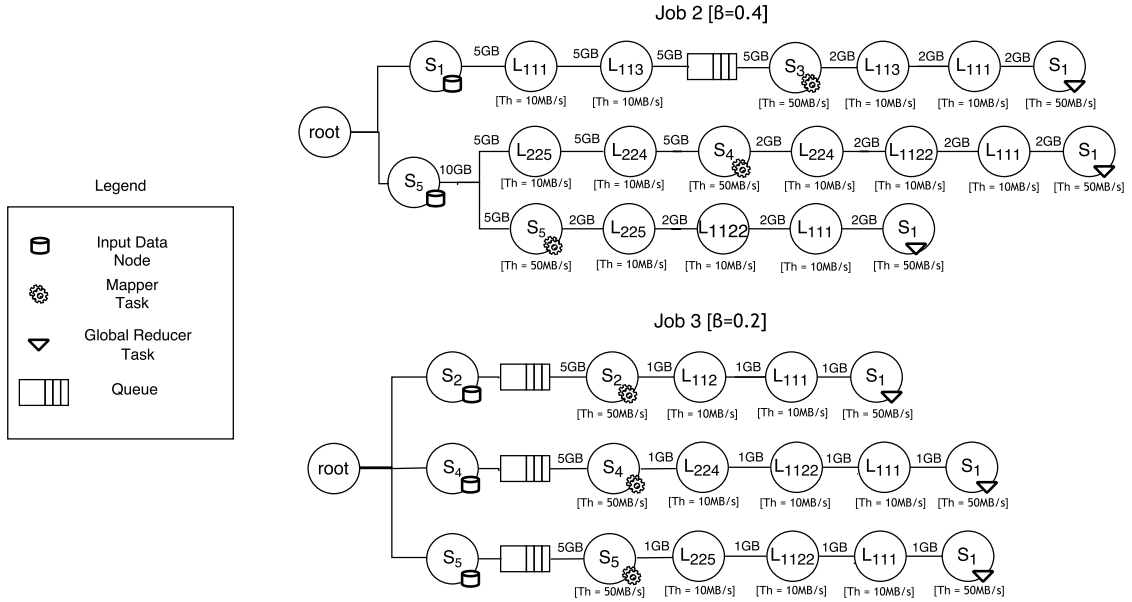 Job 2 [β=0.4]
5GB 5GB 5GB 5GB 2GB 2GB 2GB
S1 L111 L113 S3 L113 L111 S1
[Th = 10MB/s] [Th = 10MB/s] [Th = 50MB/s] [Th = 10MB/s] [Th = 10MB/s] [Th = 50MB/s]
root
5GB 5GB 5GB 2GB 2GB 2GB 2GB
L225 L224 S4 L224 L1122 L111 S1
10GB
S5
[Th = 10MB/s] [Th = 10MB/s] [Th = 50MB/s] [Th = 10MB/s] [Th = 10MB/s] [Th = 10MB/s] [Th = 50MB/s]
5GB 2GB 2GB 2GB 2GB
S5 L225 L1122 L111 S1
[Th = 50MB/s] [Th = 10MB/s] [Th = 10MB/s] [Th = 10MB/s] [Th = 50MB/s]
Legend
Input Data
Node
Mapper
Task
Global Reducer
Task
Queue
Job 3 [β=0.2]
5GB 1GB 1GB 1GB
S2 S2 L112 L111 S1
[Th = 50MB/s] [Th = 10MB/s] [Th = 10MB/s] [Th = 50MB/s]
5GB 1GB 1GB 1GB 1GB
root S4 S4 L224 L1122 L111 S1
[Th = 50MB/s] [Th = 10MB/s] [Th = 10MB/s] [Th = 10MB/s] [Th = 50MB/s]
5GB 1GB 1GB 1GB 1GB
S5 S5 L225 L1122 L111 S1
[Th = 50MB/s] [Th = 10MB/s] [Th = 10MB/s] [Th = 10MB/s] [Th = 50MB/s]